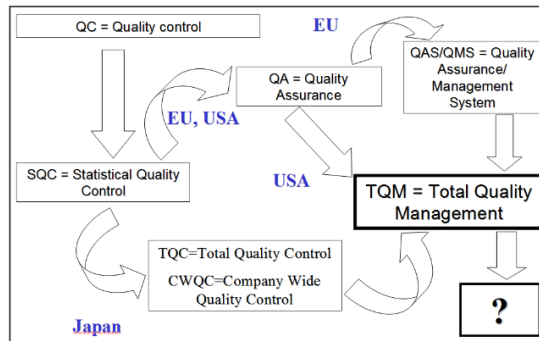 QC = Quality control
EU
QAS/QMS = Quality
Assurance/
Management
System
QA = Quality
Assurance
EU, USA
SQC = Statistical Quality
Control
USA
TQM = Total Quality
Management
TQC=Total Quality Control
CWQC=Company Wide
Quality Control
?
Japan